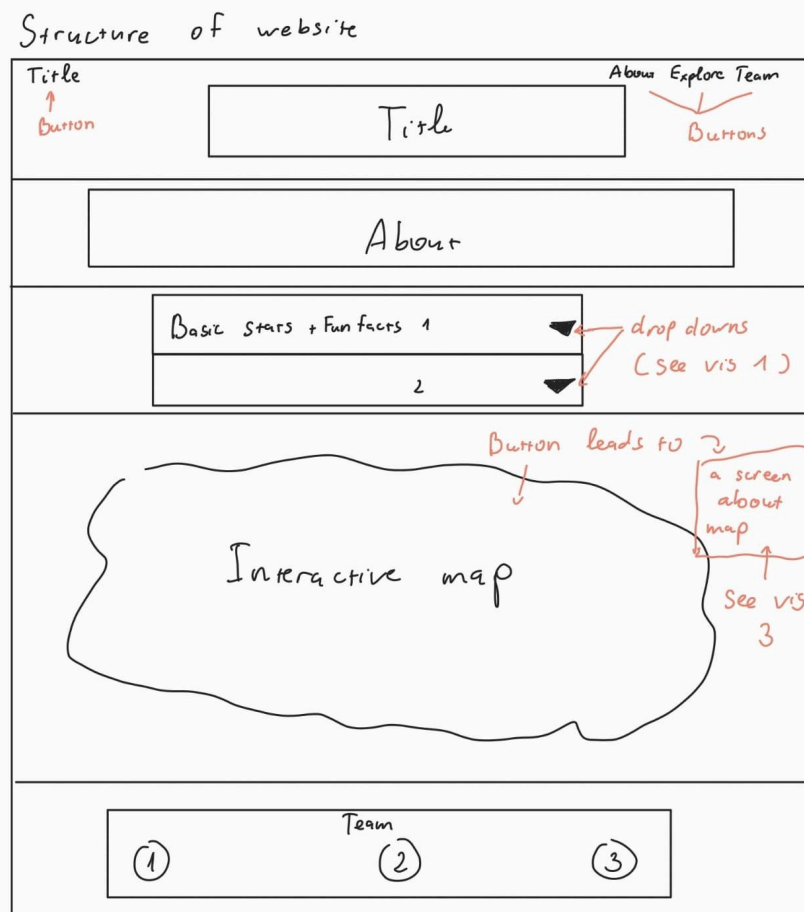 Structure of website
Title
About Explore Team
Button
Title
Buttons
About
Basic stars + Fun facts 1
drop downs
(See vis 1)
2
Button leads to
a screen
about
map
Interactive map
See vis
3
Team
1 2 3